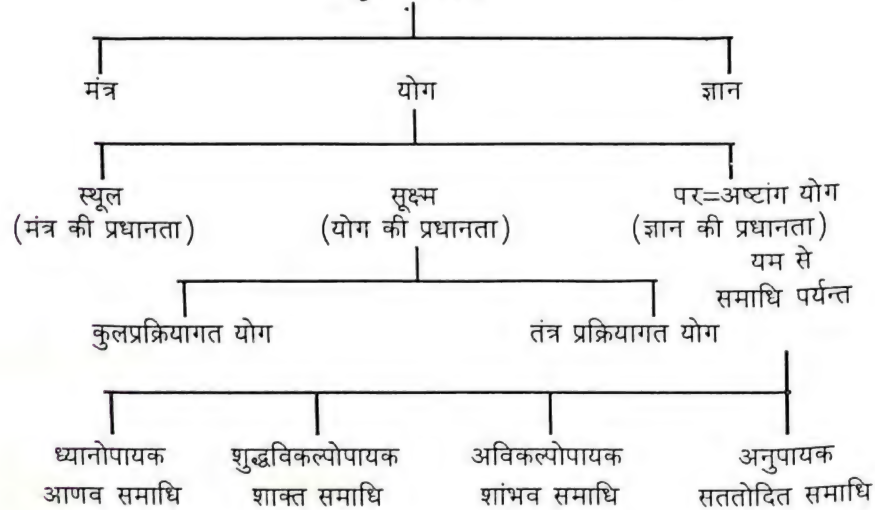 मंत्र योग ज्ञान
स्थूल सूक्ष्म पर=अष्टांग योग
(मंत्र की प्रधानता) (योग की प्रधानता) (ज्ञान की प्रधानता)
यम से
समाधि पर्यन्त
कुलप्रक्रियागत योग तंत्र प्रक्रियागत योग
ध्यानोपायक शुद्धविकल्पोपायक अविकल्पोपायक अनुपायक
आणव समाधि शाक्त समाधि शांभव समाधि सततोदित समाधि